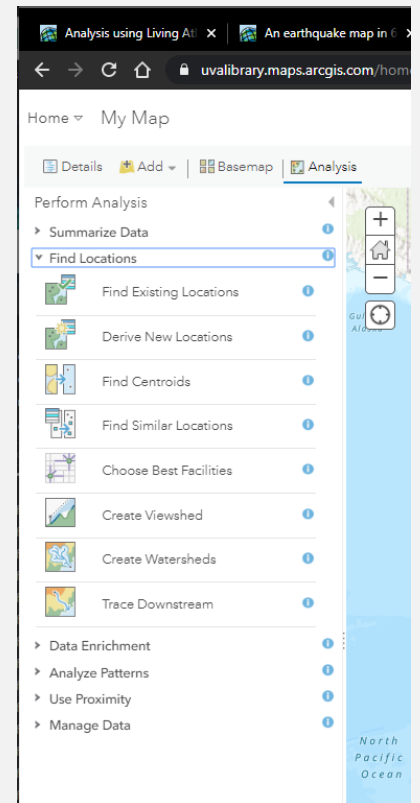 Analysis using Living At
An earthquake map in 6
uvalibrary.maps.arcgis.com/hom
Home My Map
Details Add Basemap Analysis
Perform Analysis
Summarize Data
Find Locations
Find Existing Locations
Derive New Locations
Find Centroids
Find Similar Locations
Choose Best Facilities
Create Viewshed
Create Watersheds
Trace Downstream
Data Enrichment
Analyze Patterns
Use Proximity
Manage Data
+
−
North
Pacific
Ocean